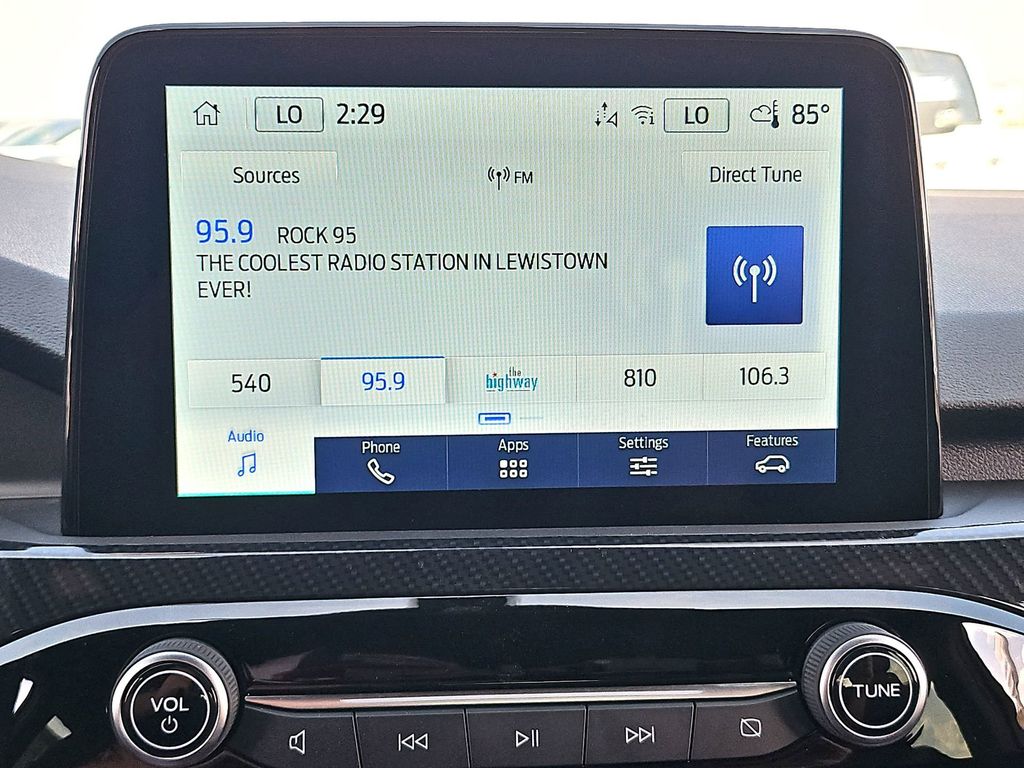 LO 2:29 LO 85°
Sources FM Direct Tune
95.9 ROCK 95
THE COOLEST RADIO STATION IN LEWISTOWN
EVER!
540 95.9 the highway 810 106.3
Audio Phone Apps Settings Features
VOL TUNE